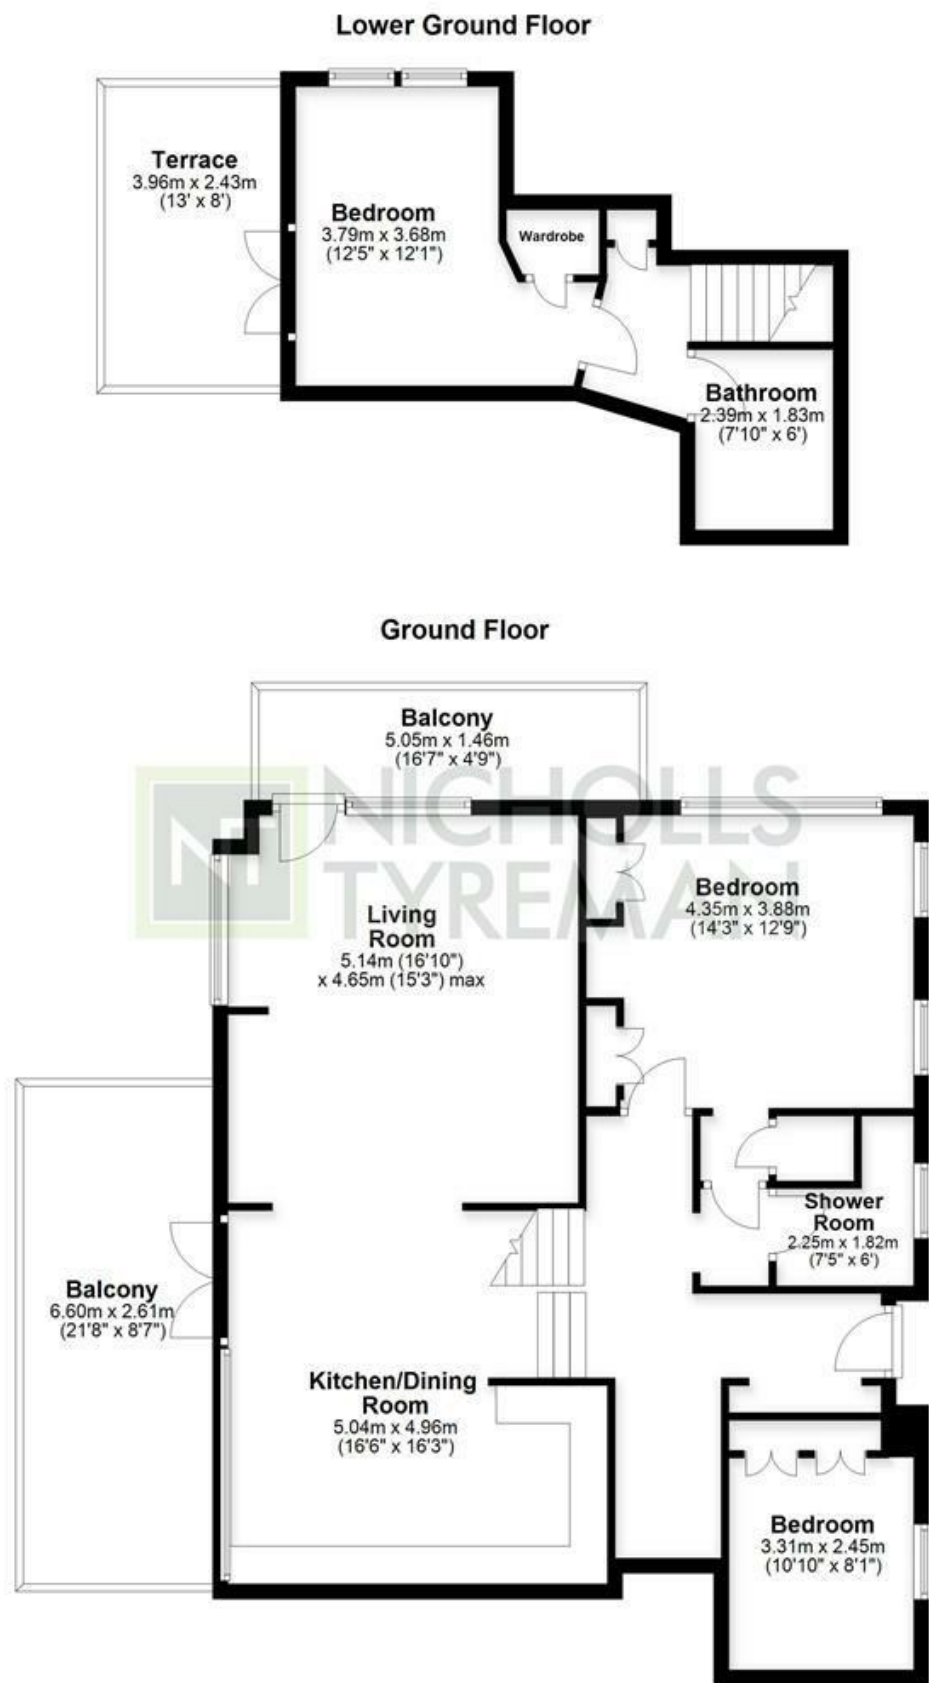 Lower Ground Floor
Terrace
3.96m x 2.43m
(13' x 8')
Bedroom
3.79m x 3.68m
(12'5" x 12'1")
Wardrobe
Bathroom
2.39m x 1.83m
(7'10" x 6')
Ground Floor
Balcony
5.05m x 1.46m
(16'7" x 4'9")
NICHOLLS
TYREMAN
Living
Room
5.14m (16'10")
x 4.65m (15'3") max
Bedroom
4.35m x 3.88m
(14'3" x 12'9")
Shower
Room
2.25m x 1.82m
(7'5" x 6')
Balcony
6.60m x 2.61m
(21'8" x 8'7")
Kitchen/Dining
Room
5.04m x 4.96m
(16'6" x 16'3")
Bedroom
3.31m x 2.45m
(10'10" x 8'1")